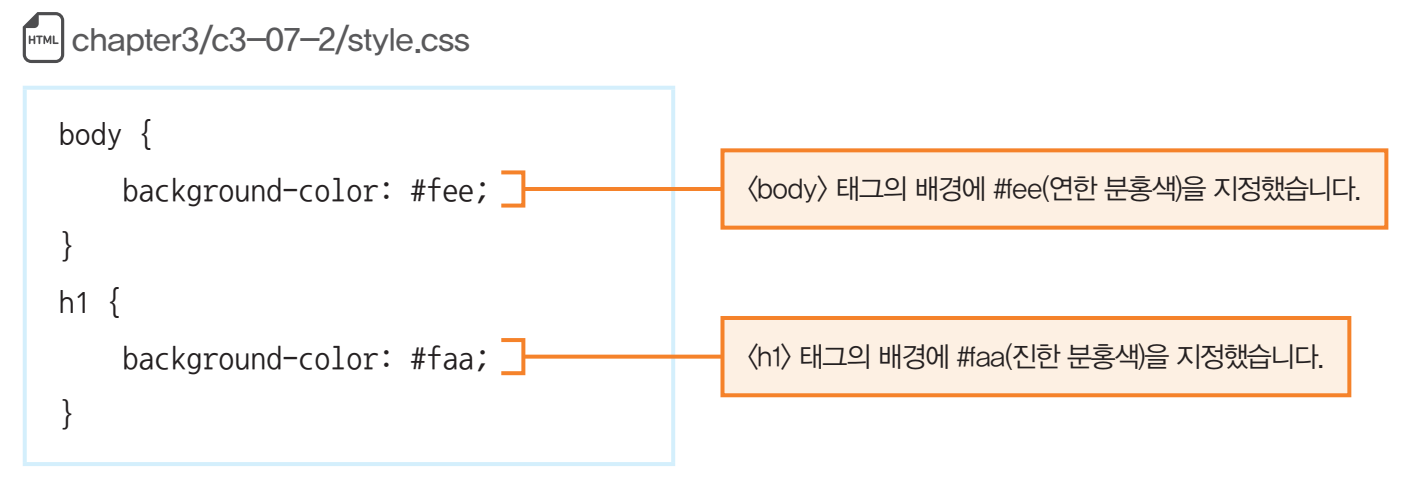 HTML chapter3/c3-07-2/style.css
body {
background-color: #fee;
〈body〉 태그의 배경에 #fee(연한 분홍색)을 지정했습니다.
}
h1 {
background-color: #faa;
〈h1〉 태그의 배경에 #faa(진한 분홍색)을 지정했습니다.
}